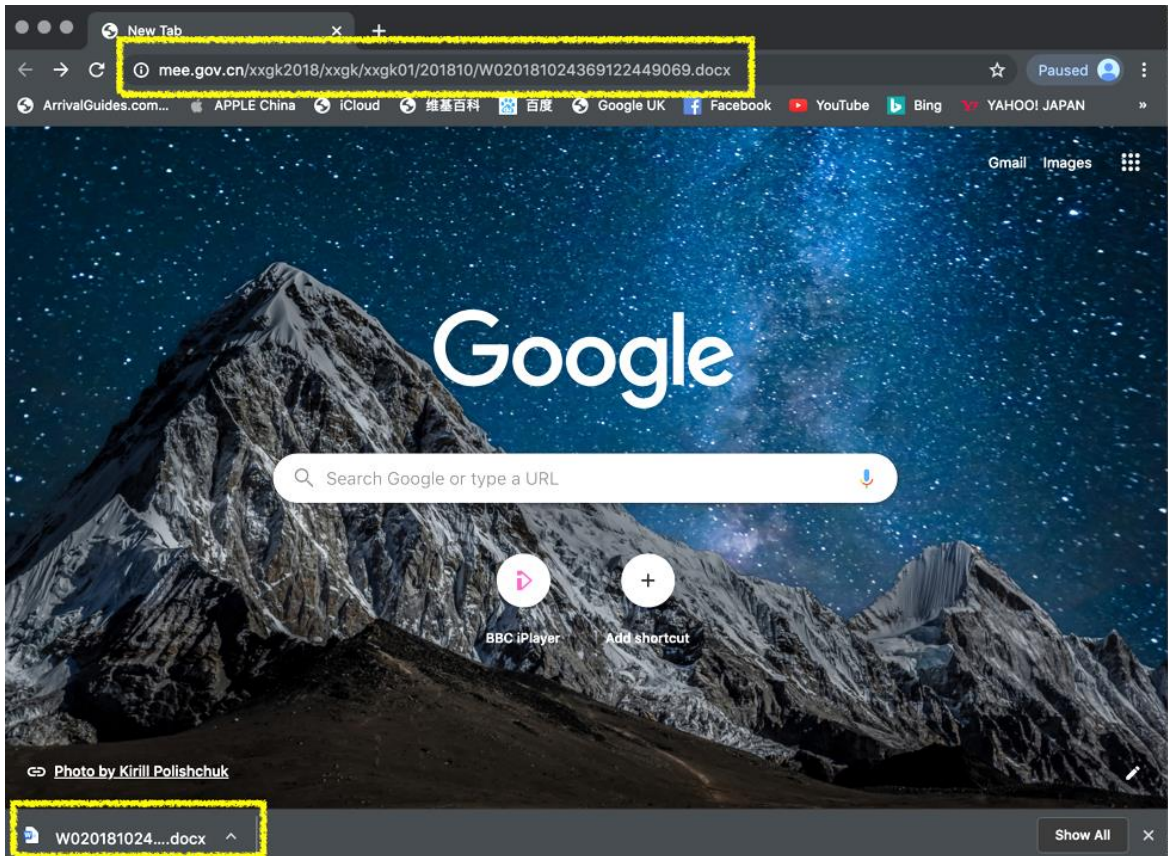 New Tab
mee.gov.cn/xxgk2018/xxgk/xxgk01/201810/W020181024369122449069.docx
Paused
ArrivalGuides.com... APPLE China iCloud 维基百科 百度 Google UK Facebook YouTube Bing YAHOO! JAPAN »
Gmail Images
Google
Search Google or type a URL
BBC iPlayer Add shortcut
Photo by Kirill Polishchuk
W020181024....docx Show All